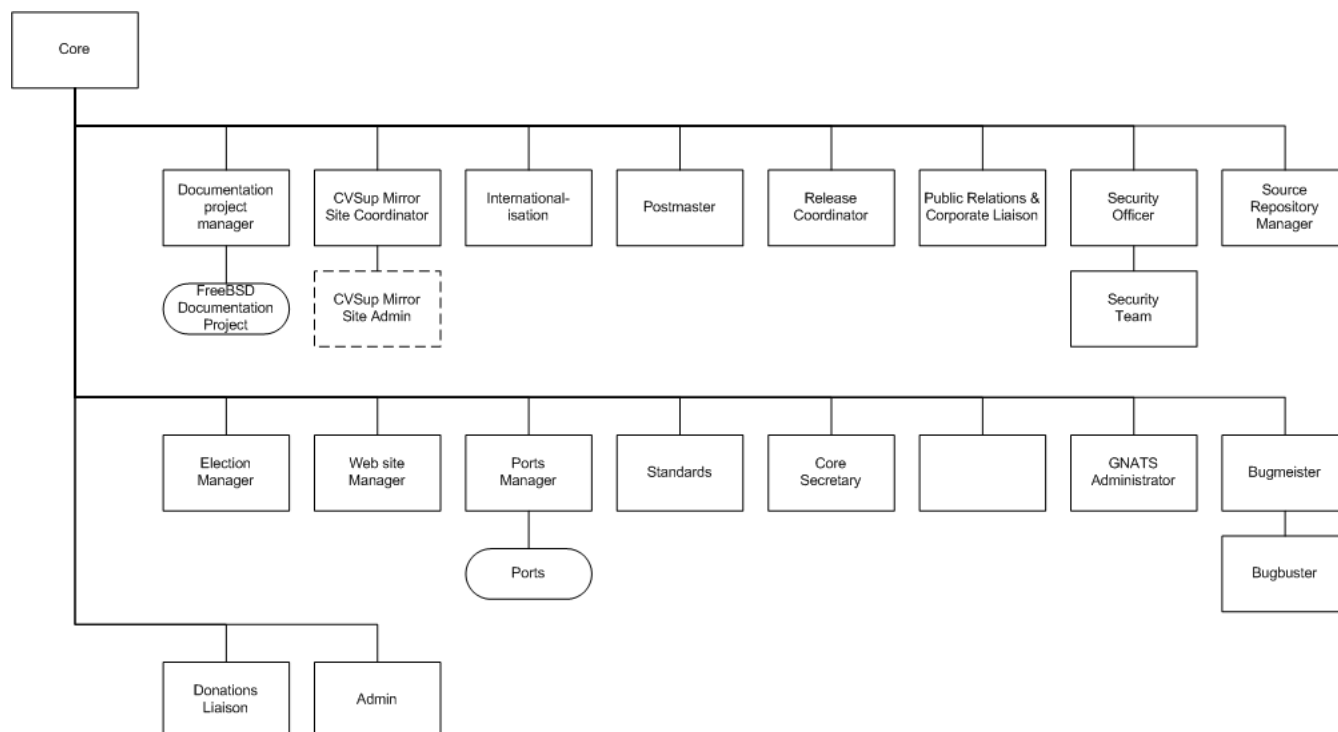 Core
Documentation
project
manager
CVSup Mirror
Site Coordinator
International-
isation
Postmaster
Release
Coordinator
Public Relations &
Corporate Liaison
Security
Officer
Source
Repository
Manager
FreeBSD
Documentation
Project
CVSup Mirror
Site Admin
Security
Team
Election
Manager
Web site
Manager
Ports
Manager
Standards
Core
Secretary
GNATS
Administrator
Bugmeister
Ports
Bugbuster
Donations
Liaison
Admin